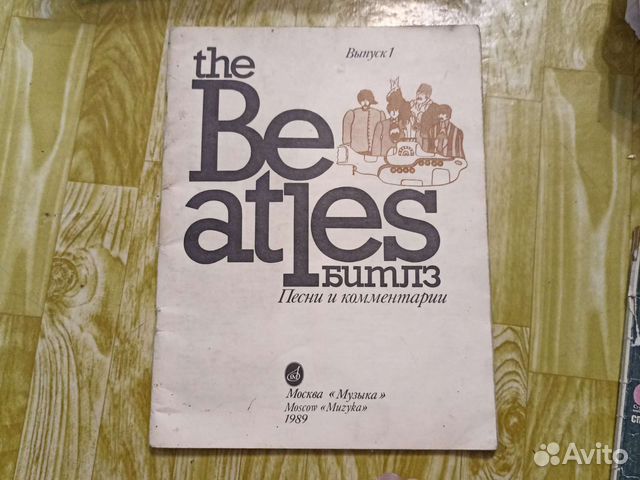 the
Выпуск 1
Be
atles
БИТЛЗ
Песни и комментарии
Москва «Музыка»
Moscow «Muzyka»
1989
Avito